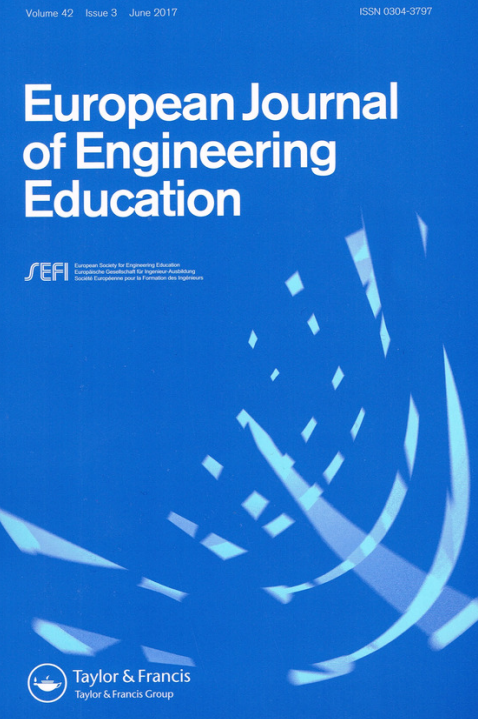 Volume 42 Issue 3 June 2017 ISSN 0304-3797
European Journal
of Engineering
Education
SEFI
European Society for Engineering Education
Europäische Gesellschaft für Ingenieur-Ausbildung
Société Européenne pour la Formation des Ingénieurs
Taylor & Francis
Taylor & Francis Group